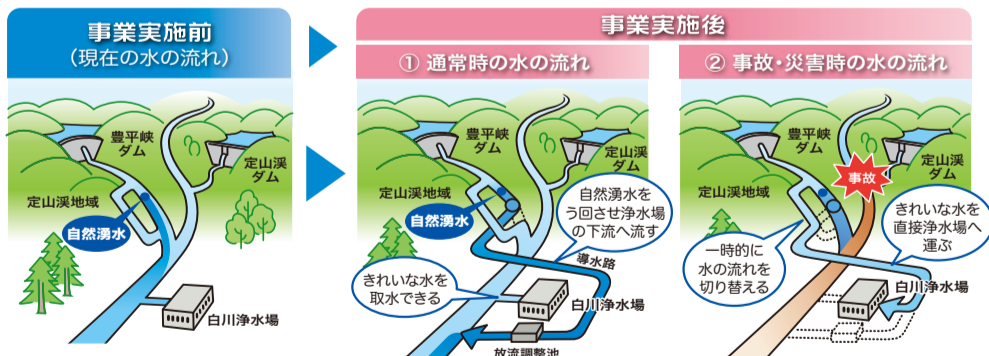 事業実施前
(現在の水の流れ)
豊平峡
ダム
定山渓
ダム
定山渓地域
自然湧水
白川浄水場
事業実施後
① 通常時の水の流れ
豊平峡
ダム
定山渓
ダム
定山渓地域
自然湧水
自然湧水を
う回させ浄水場
の下流へ流す
導水路
きれいな水を
取水できる
白川浄水場
放流調整池
② 事故・災害時の水の流れ
豊平峡
ダム
定山渓
ダム
定山渓地域
事故
きれいな水を
直接浄水場へ
運ぶ
一時的に
水の流れを
切り替える
白川浄水場